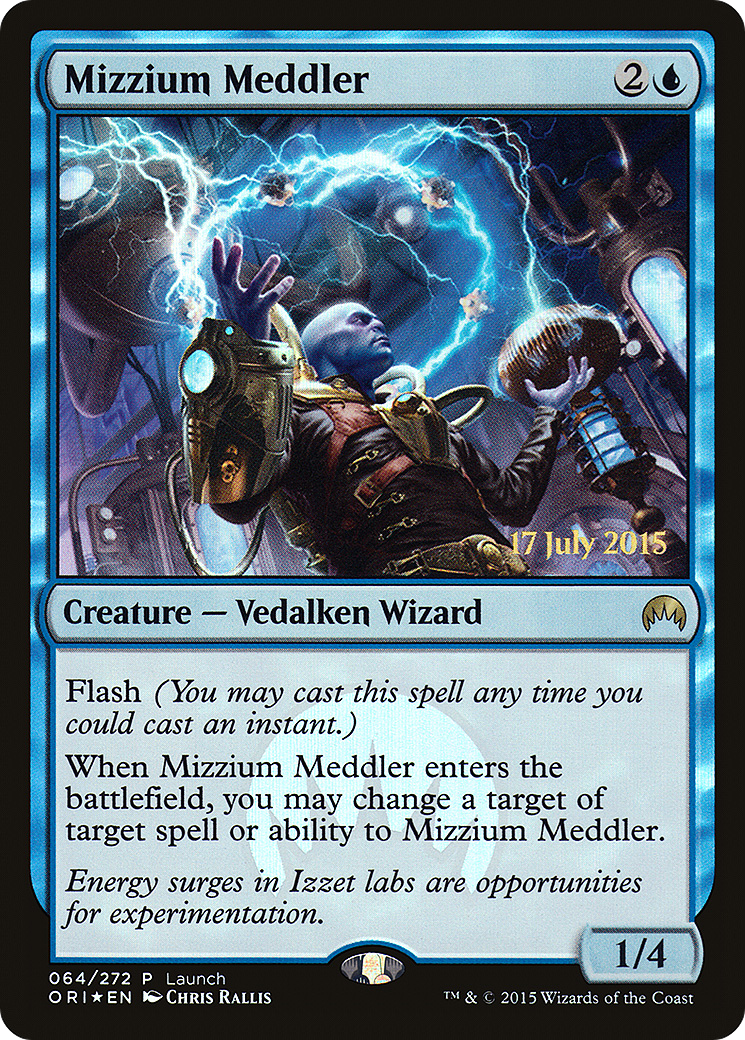 Mizzium Meddler 2
17 July 2015
Creature — Vedalken Wizard
Flash (You may cast this spell any time you
could cast an instant.)
When Mizzium Meddler enters the
battlefield, you may change a target of
target spell or ability to Mizzium Meddler.
Energy surges in Izzet labs are opportunities
for experimentation.
1/4
064/272 P Launch
ORI★EN Chris Rallis
™ & © 2015 Wizards of the Coast